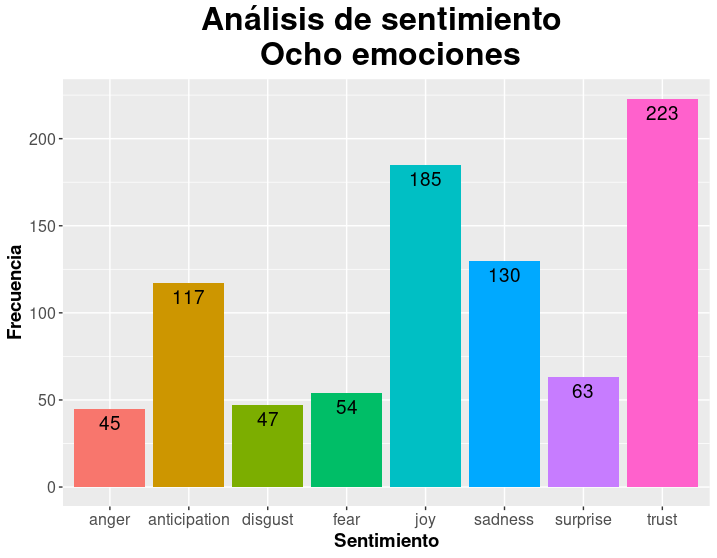 Análisis de sentimiento
Ocho emociones
Frecuencia
200
150
100
50
0
45
117
47
54
185
130
63
223
anger
anticipation
disgust
fear
joy
sadness
surprise
trust
Sentimiento